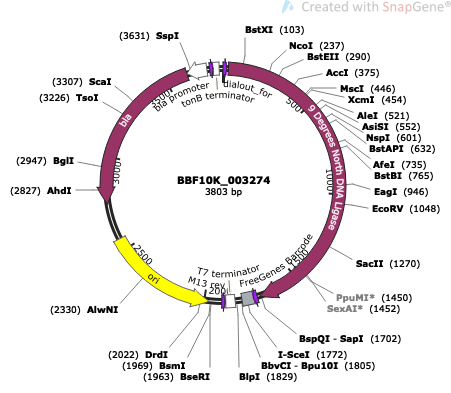 Created with SnapGene®
(3631) SspI
BstXI (103)
NcoI (237)
BstEII (290)
AccI (375)
MscI (446)
XcmI (454)
AleI (521)
AsiSI (552)
NspI (601)
BstAPI (632)
AfeI (735)
BstBI (765)
EagI (946)
EcoRV (1048)
SacII (1270)
PpuMI* (1450)
SexAI* (1452)
BspQI - SapI (1702)
I-SceI (1772)
BbvCI - Bpu10I (1805)
BlpI (1829)
(1963) BseRI
(1969) BsmI
(2022) DrdI
(2330) AlwNI
(2827) AhdI
(2947) BglI
(3226) TsoI
(3307) ScaI
bla promoter
tonB terminator
dialout_for
9 Degrees North DNA Ligase
FreeGenes Barcode
T7 terminator
M13 rev
ori
bla
500
1000
1500
2500
3000
3500
BBF10K_003274
3803 bp